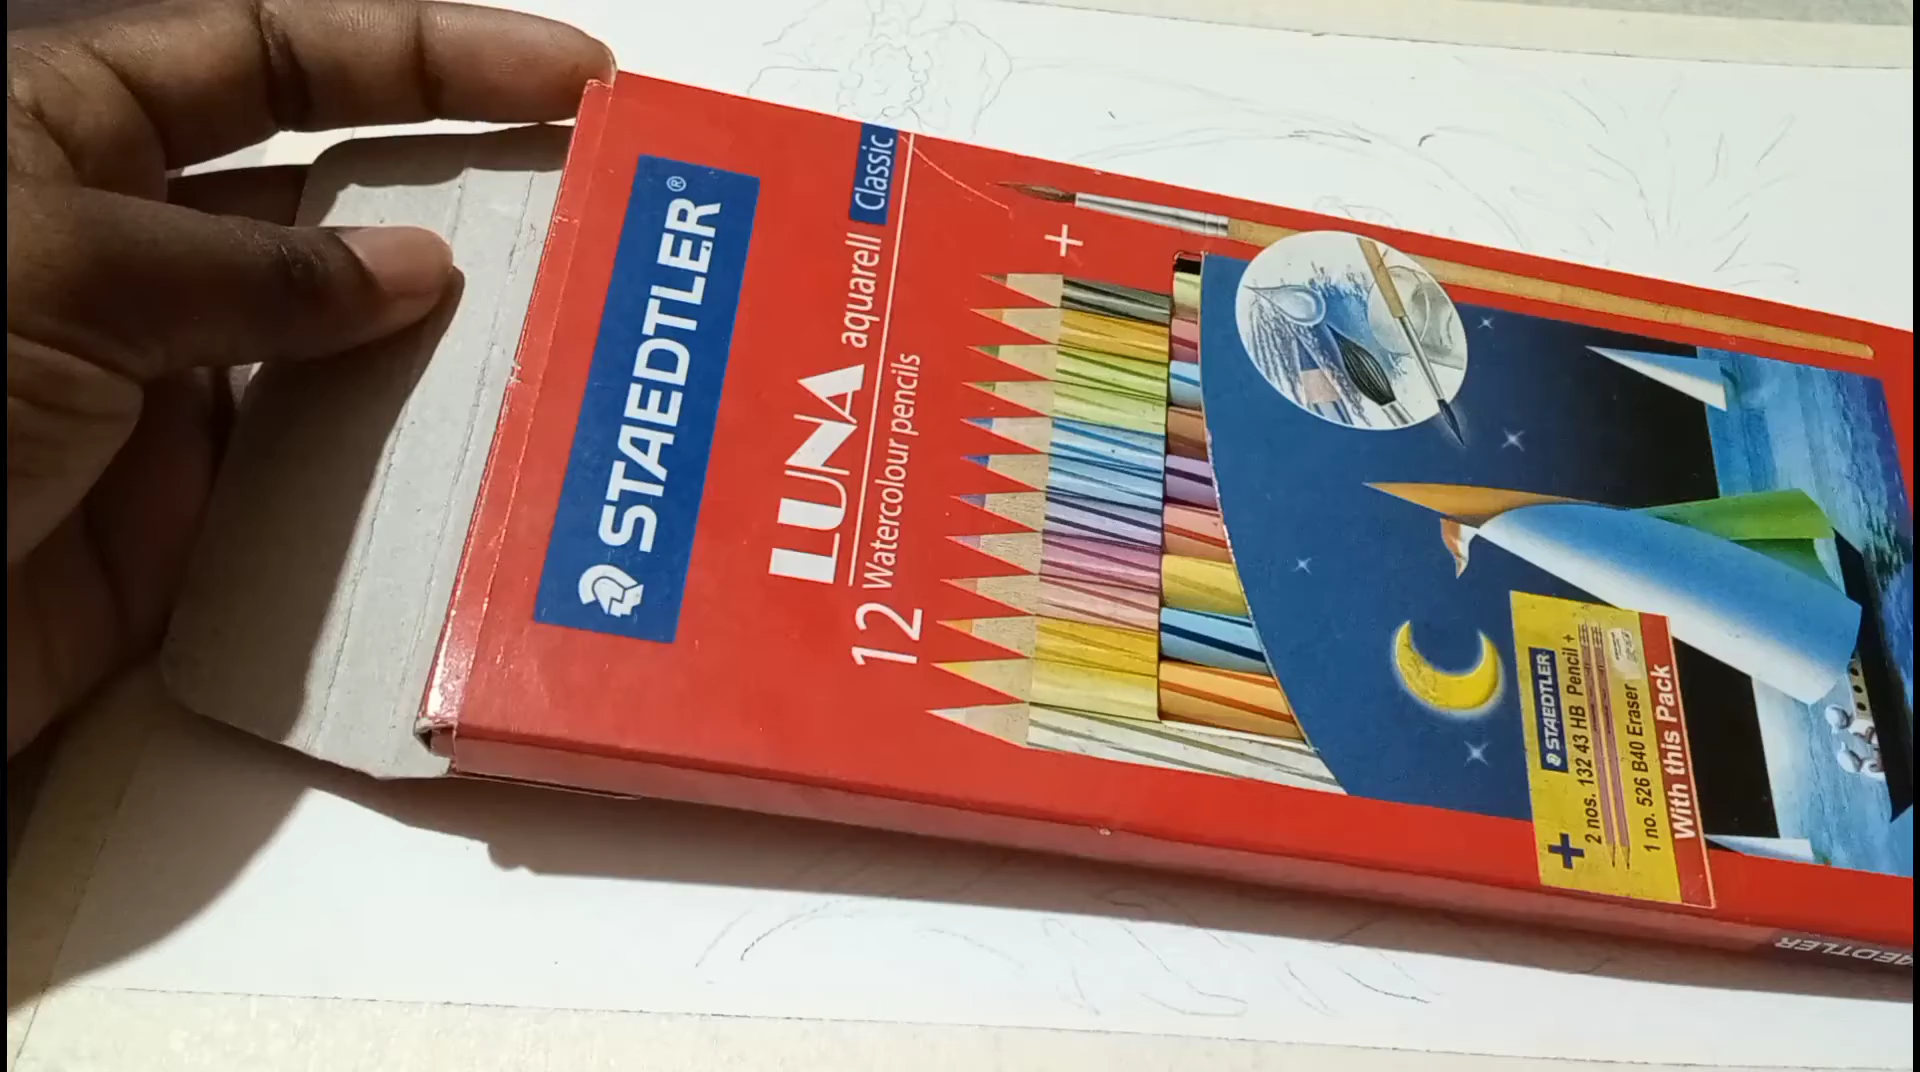 STAEDTLER®
LUNA aquarell Classic
12 Watercolour pencils
+
+
STAEDTLER
2 nos. 132 43 HB Pencil +
1 no. 526 B40 Eraser
With this Pack
STAEDTLER